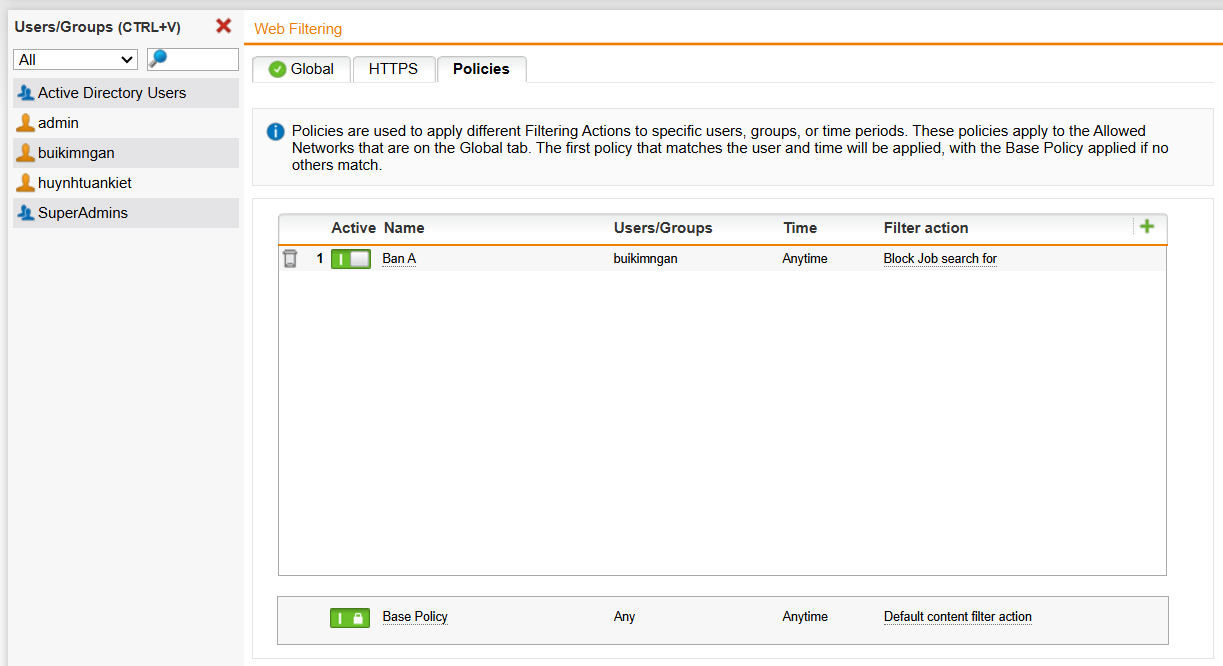 Users/Groups (CTRL+V)
All
Active Directory Users
admin
buikimngan
huynhtuankiet
SuperAdmins
Web Filtering
Global HTTPS Policies
Policies are used to apply different Filtering Actions to specific users, groups, or time periods. These policies apply to the Allowed
Networks that are on the Global tab. The first policy that matches the user and time will be applied, with the Base Policy applied if no
others match.
Active Name Users/Groups Time Filter action
1 Ban A buikimngan Anytime Block Job search for
Base Policy Any Anytime Default content filter action